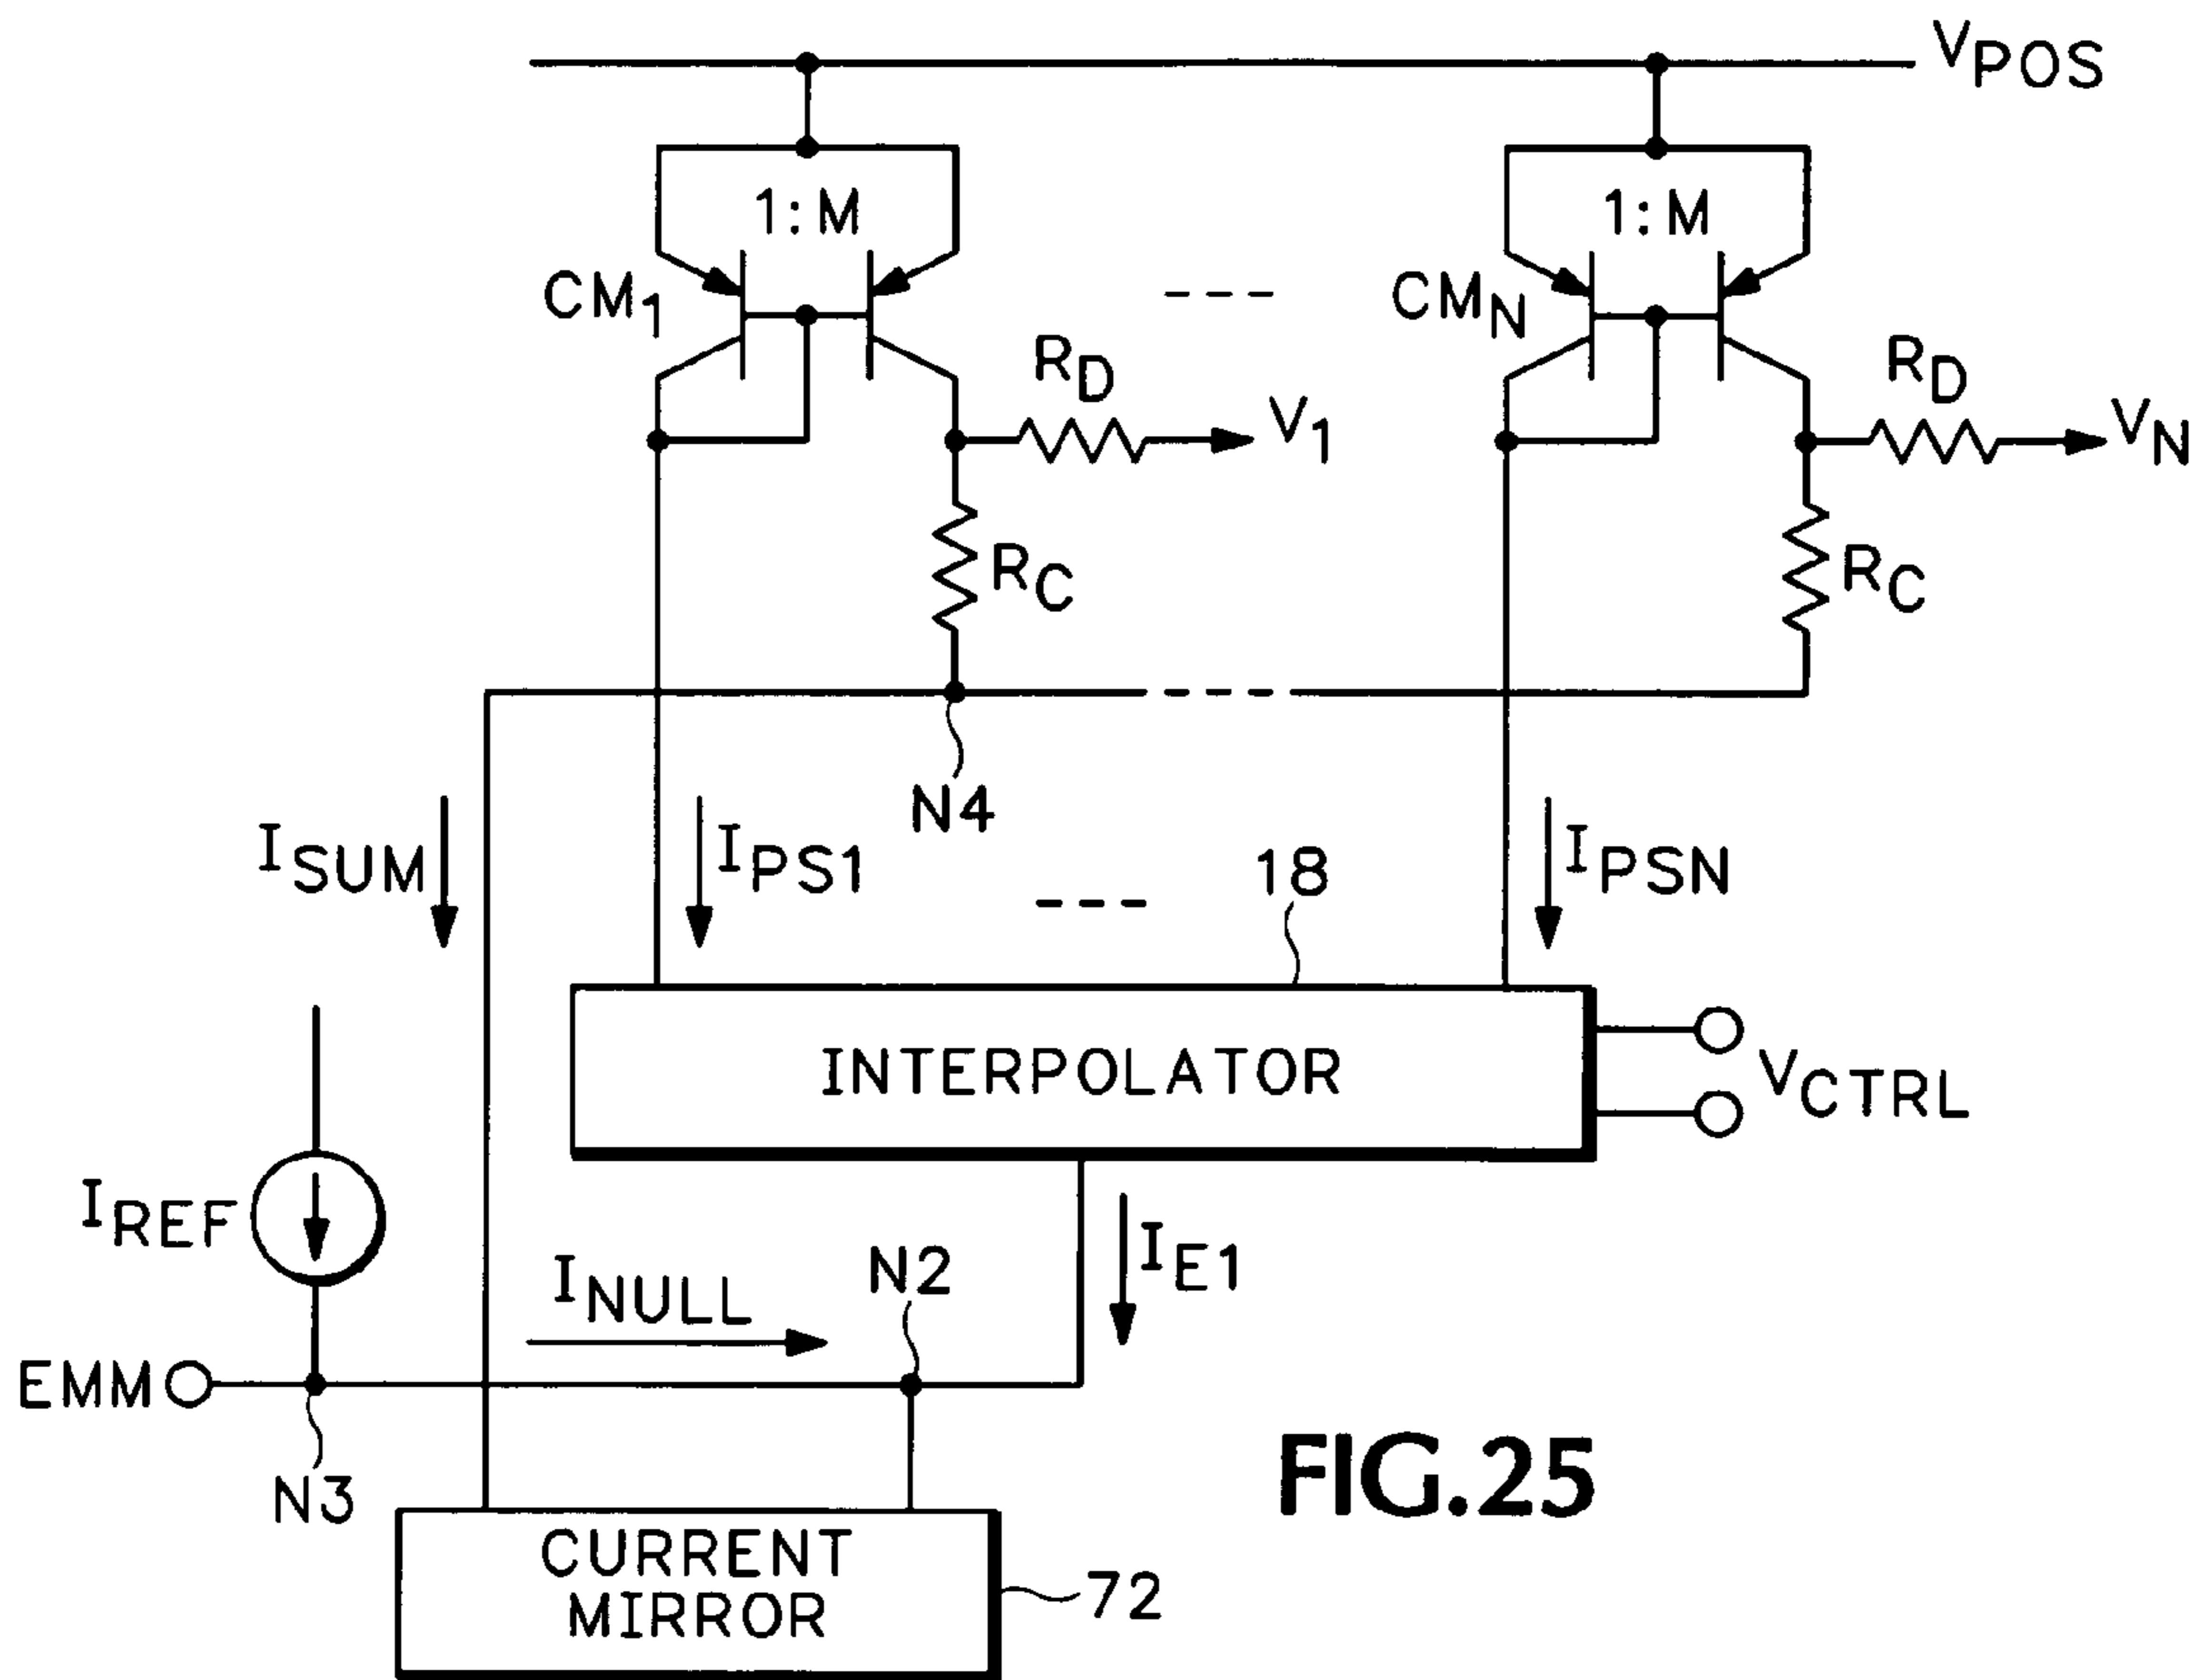 VPOS
1:M
1:M
CM1
---
CMN
RD
V1
RD
VN
RC
RC
N4
ISUM
IPS1
---
18
IPSN
INTERPOLATOR
VCTRL
IREF
INULL
N2
IE1
EMM
N3
FIG.25
CURRENT
MIRROR
72